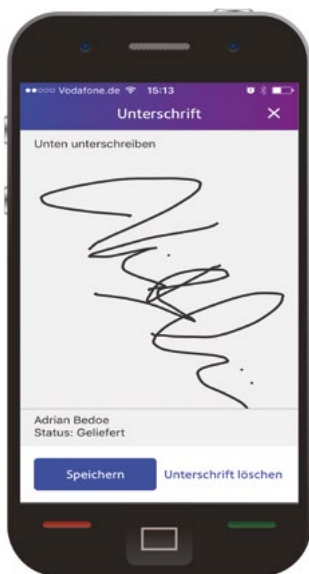 Vodafone.de 15:13
Unterschrift
Unten unterschreiben
Adrian Bedoe
Status: Geliefert
Speichern Unterschrift löschen